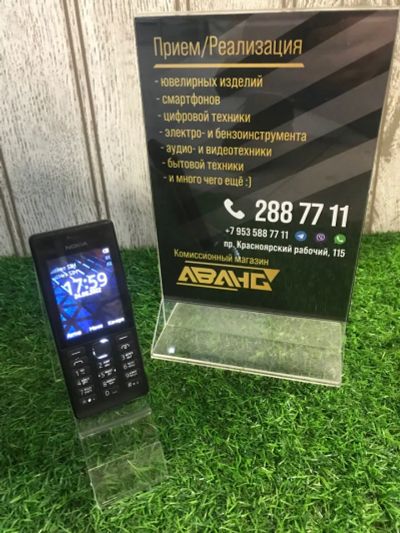 Прием/Реализация
- ювелирных изделий
- смартфонов
- цифровой техники
- электро- и бензоинструмента
- аудио- и видеотехники
- бытовой техники
- и много чего ещё :)
288 77 11
+7 953 588 77 11
пр. Красноярский рабочий, 115
Комиссионный магазин
АВАНС
NOKIA
17:59